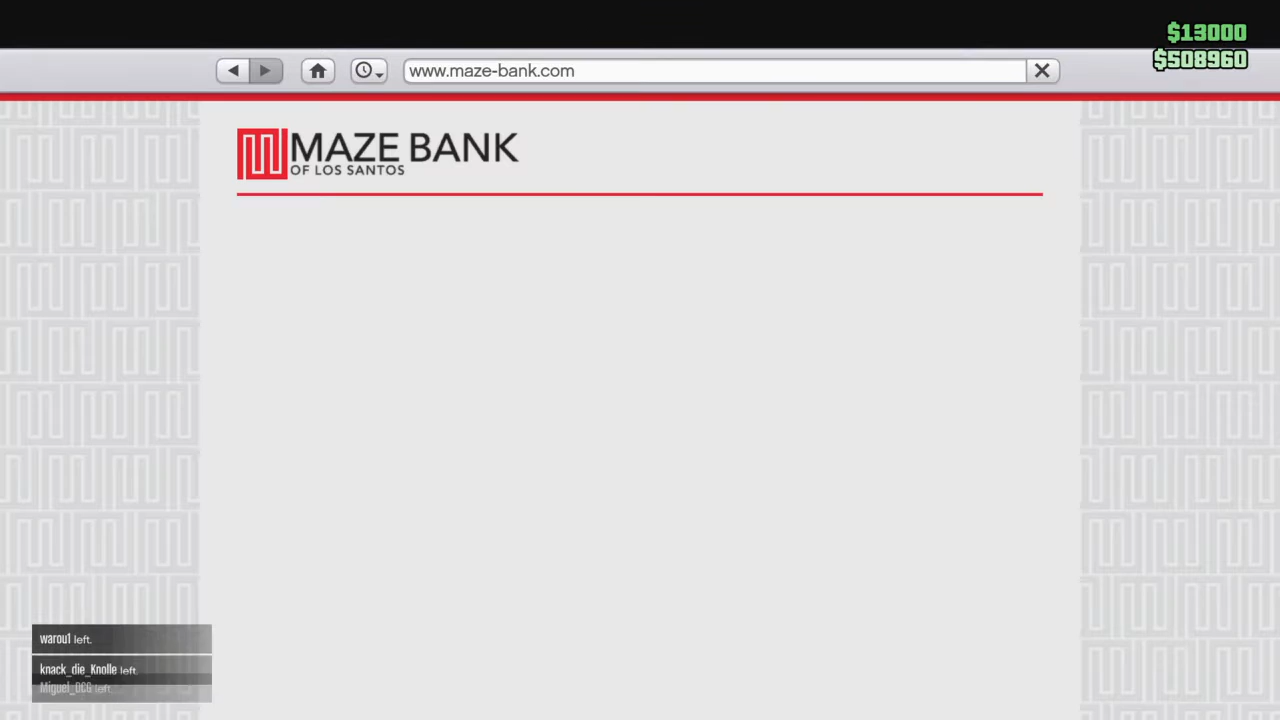 $13000
$508960
www.maze-bank.com
MAZE BANK
OF LOS SANTOS
warou1 left.
knack_die_Knolle left.
Miguel_OCG left.